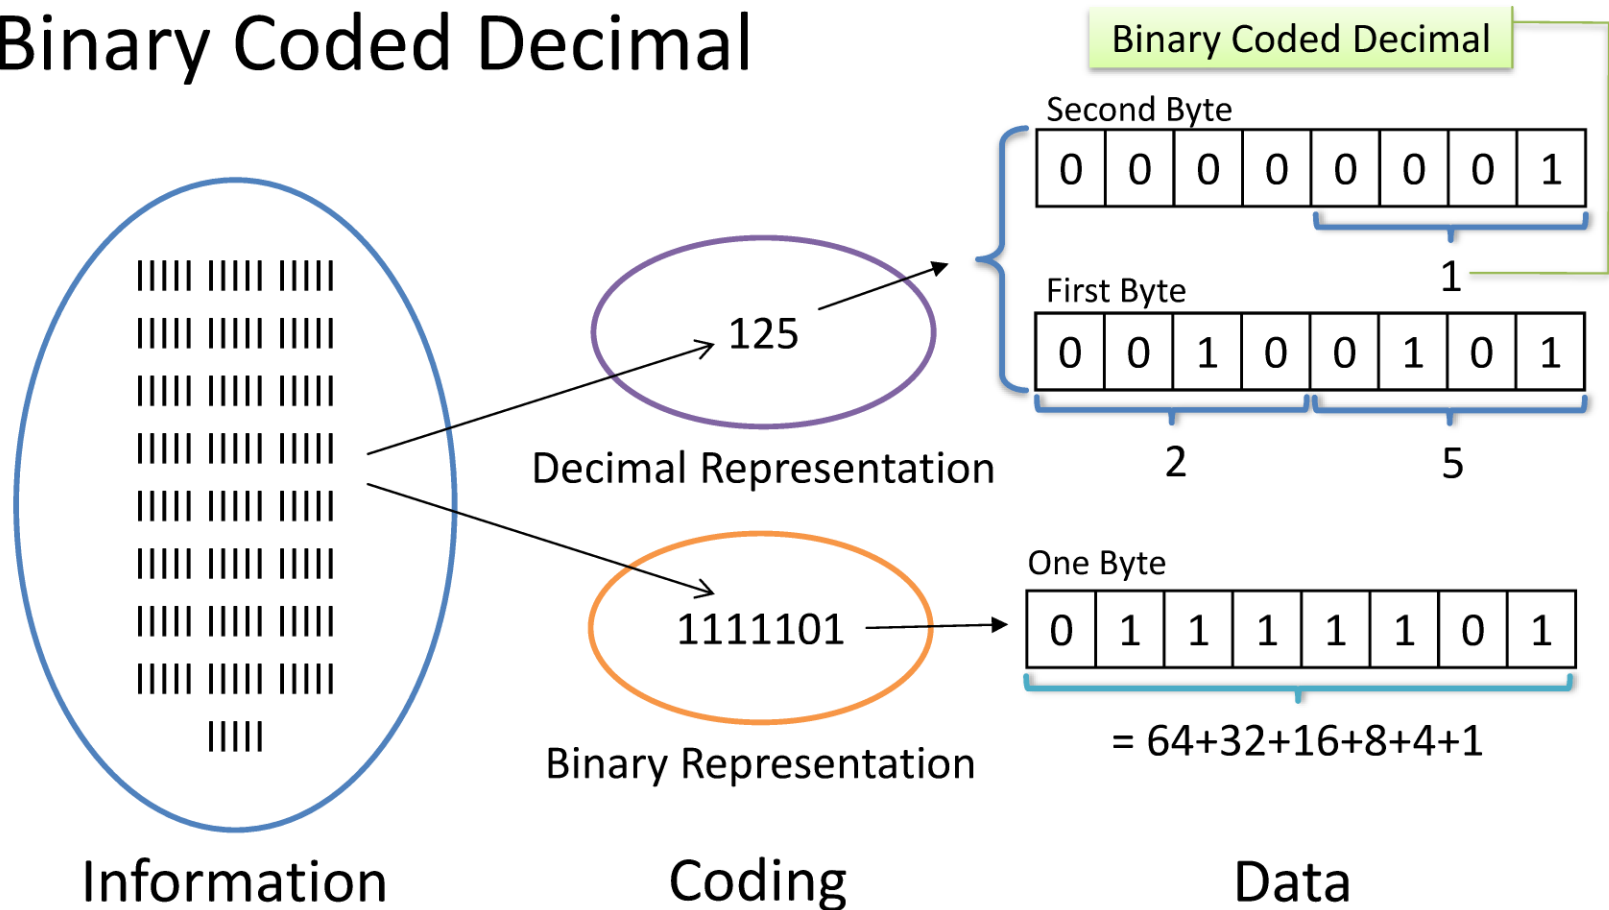 Binary Coded Decimal
Binary Coded Decimal
Second Byte
0 0 0 0 0 0 0 1
1
First Byte
0 0 1 0 0 1 0 1
2 5
||||| ||||| |||||
||||| ||||| |||||
||||| ||||| |||||
||||| ||||| |||||
||||| ||||| |||||
||||| ||||| |||||
||||| ||||| |||||
||||| ||||| |||||
|||||
125
Decimal Representation
1111101
Binary Representation
One Byte
0 1 1 1 1 1 0 1
= 64+32+16+8+4+1
Information
Coding
Data